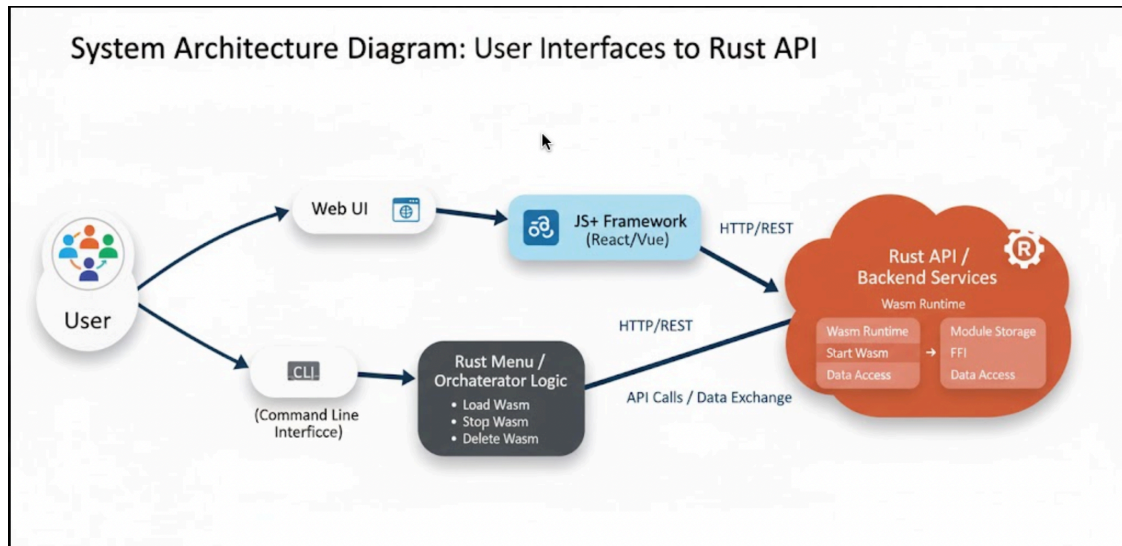 System Architecture Diagram: User Interfaces to Rust API
Web UI
JS+ Framework
(React/Vue)
HTTP/REST
User
Rust API /
Backend Services
R
Wasm Runtime
Wasm Runtime
Start Wasm
Data Access
Module Storage
FFI
Data Access
HTTP/REST
API Calls / Data Exchange
CLI
(Command Line
Interficce)
Rust Menu /
Orchaterator Logic
• Load Wasm
• Stop Wasm
• Delete Wasm